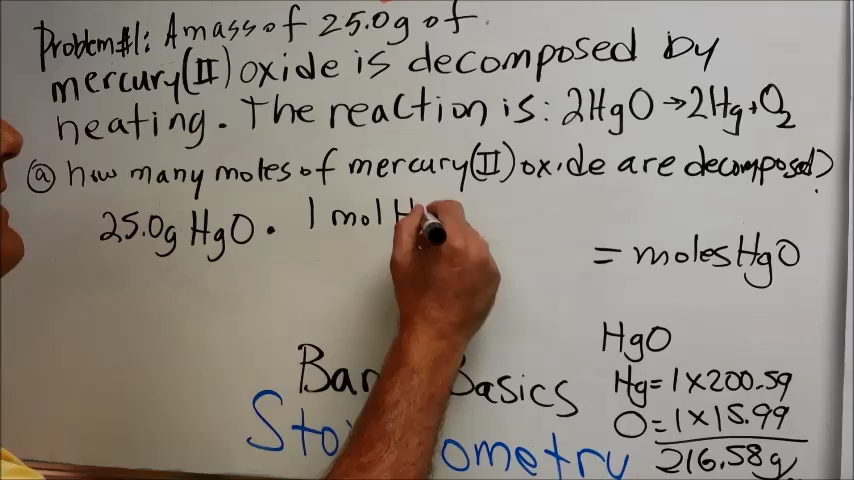 Problem#1: A mass of 25.0g of
mercury(II) oxide is decomposed by
heating. The reaction is: 2HgO→2Hg+O2
(a) how many moles of mercury(II) oxide are decomposed?
25.0g HgO • 1 mol H
= moles HgO
HgO
Hg=1×200.59
O=1×15.99
216.58g
Basics